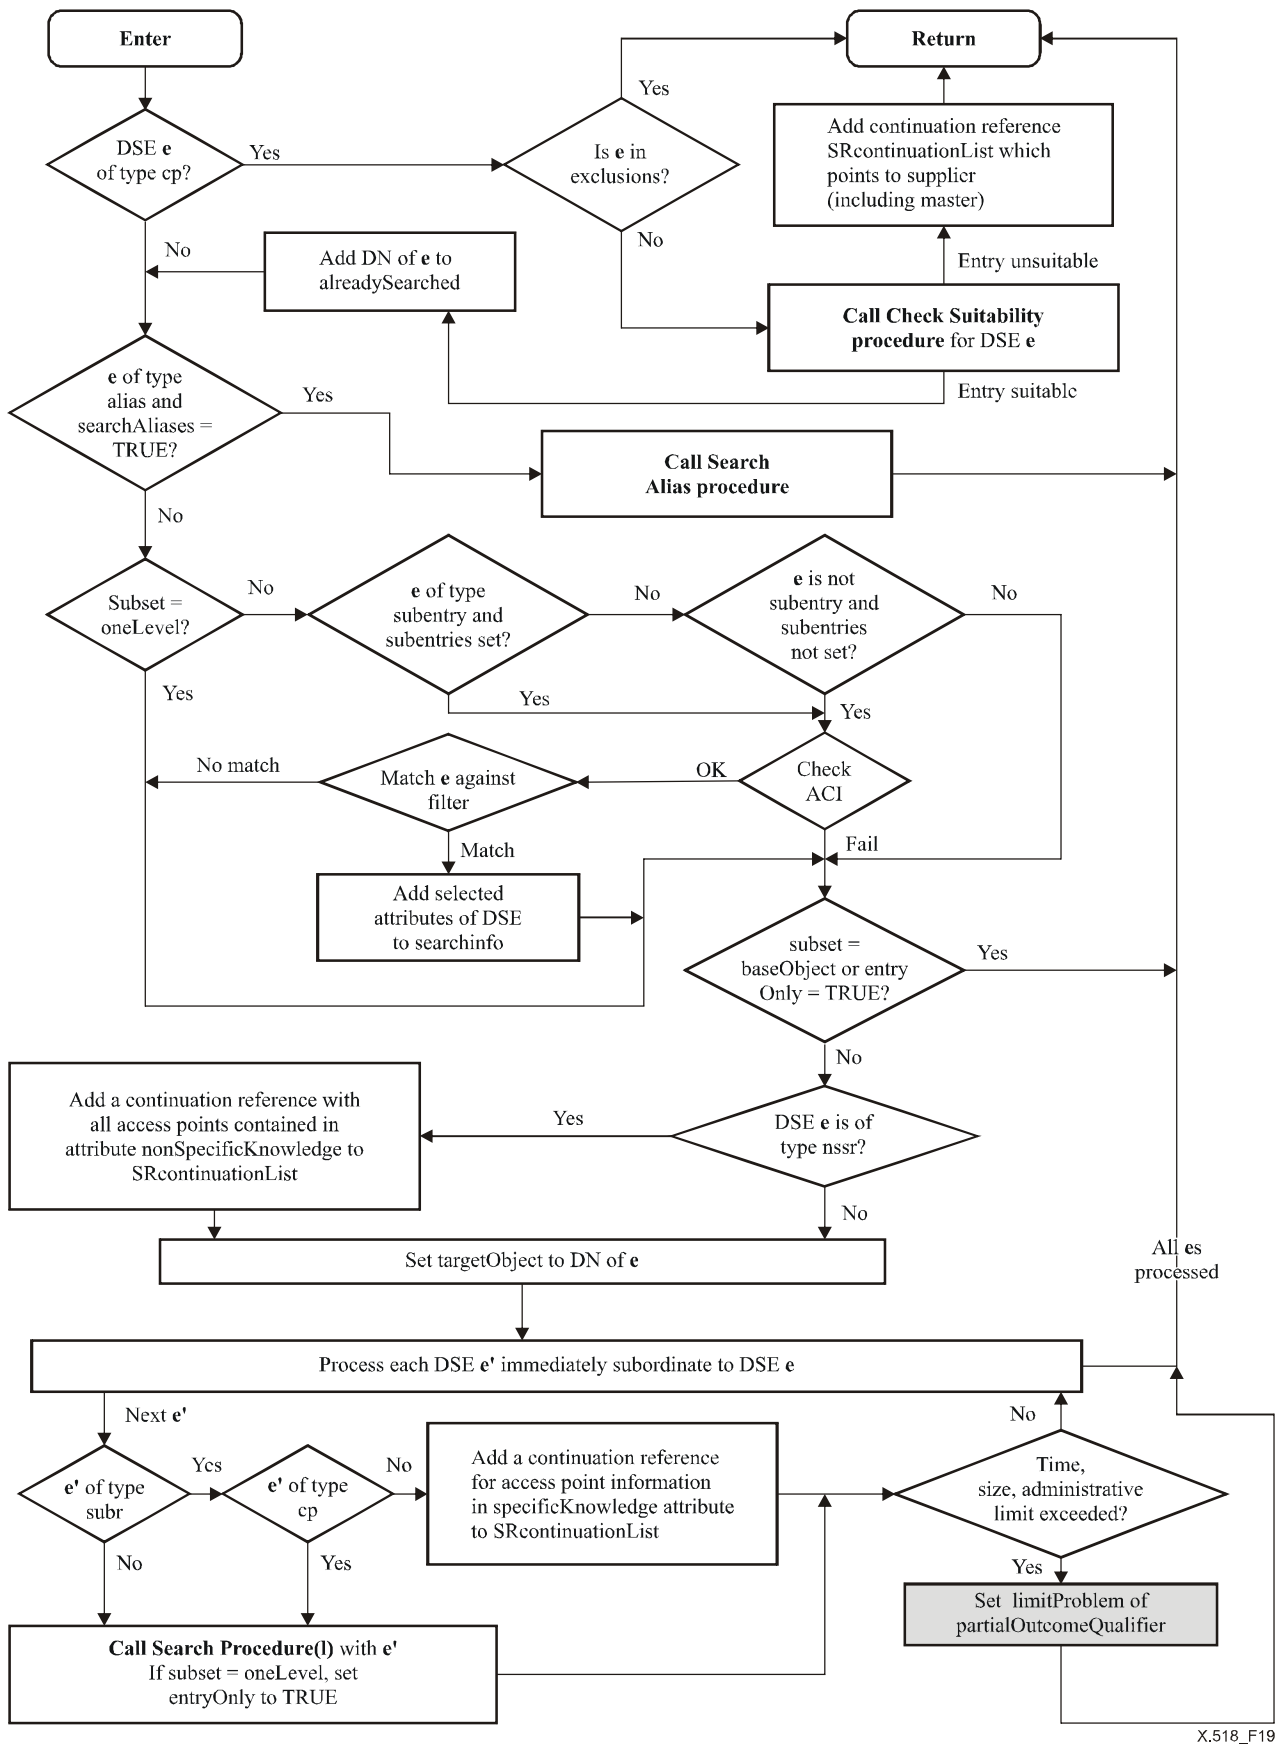 Enter
Return
Yes
DSE e
of type cp?
Yes
Is e in
exclusions?
Add continuation reference
SRcontinuationList which
points to supplier
(including master)
No
No
Add DN of e to
alreadySearched
Entry unsuitable
Call Check Suitability
procedure for DSE e
Entry suitable
e of type
alias and
searchAliases =
TRUE?
Yes
Call Search
Alias procedure
No
Subset =
oneLevel?
No
e of type
subentry and
subentries set?
No
e is not
subentry and
subentries
not set?
No
Yes
Yes
Yes
No match
Match e against
filter
OK
Check
ACI
Match
Fail
Add selected
attributes of DSE
to searchinfo
subset =
baseObject or entry
Only = TRUE?
Yes
No
Add a continuation reference with
all access points contained in
attribute nonSpecificKnowledge to
SRcontinuationList
Yes
DSE e is of
type nssr?
No
Set targetObject to DN of e
All es
processed
Process each DSE e' immediately subordinate to DSE e
Next e'
No
e' of type
subr
Yes
e' of type
cp
No
Add a continuation reference
for access point information
in specificKnowledge attribute
to SRcontinuationList
Time,
size, administrative
limit exceeded?
No
Yes
Yes
Set limitProblem of
partialOutcomeQualifier
Call Search Procedure(l) with e'
If subset = oneLevel, set
entryOnly to TRUE
X.518_F19